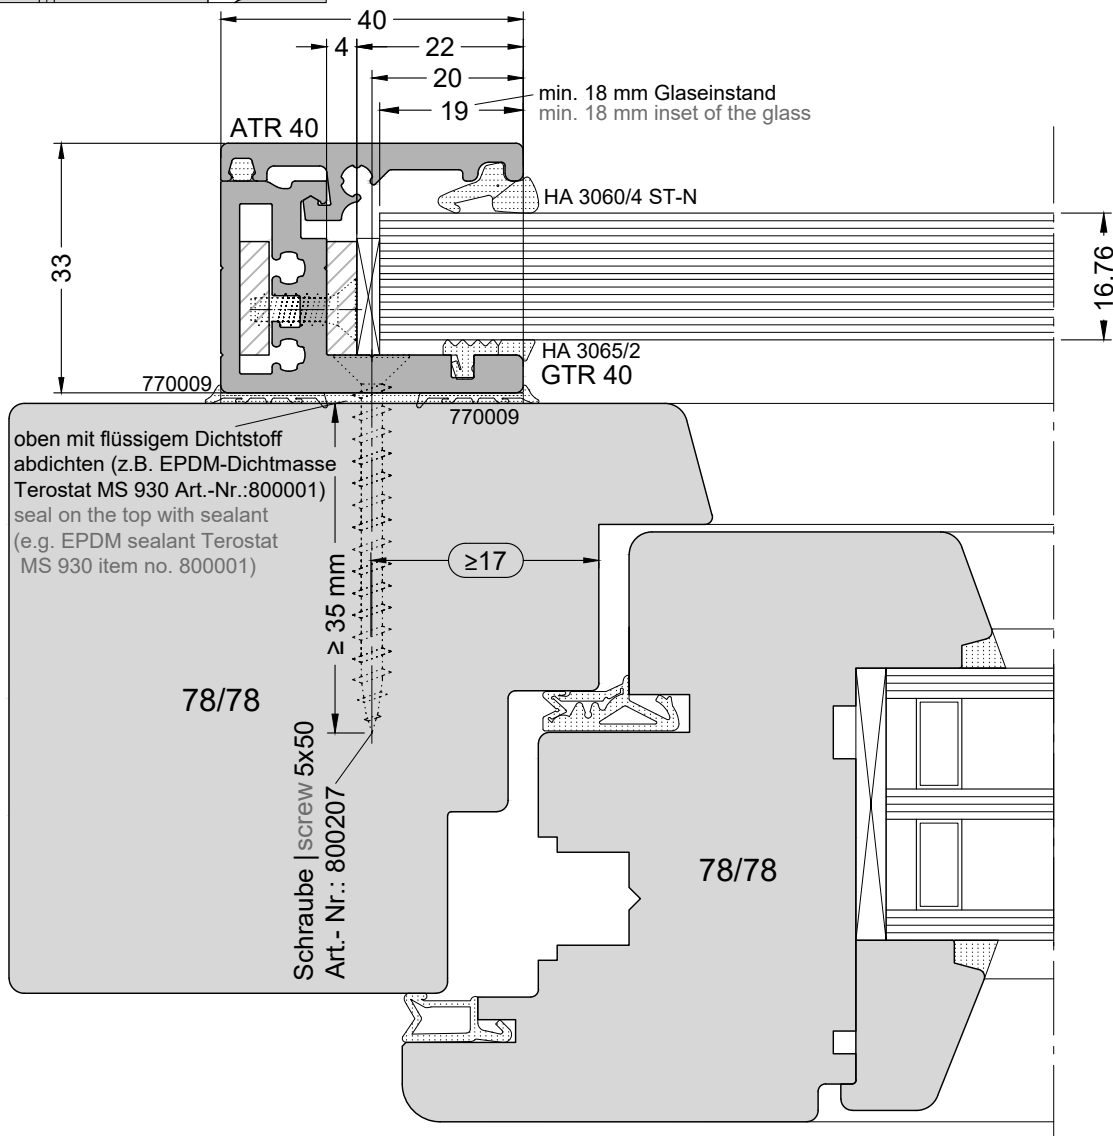 40
4
22
20
19
min. 18 mm Glaseinstand
min. 18 mm inset of the glass
ATR 40
HA 3060/4 ST-N
33
16,76
HA 3065/2
GTR 40
770009
770009
oben mit flüssigem Dichtstoff
abdichten (z.B. EPDM-Dichtmasse
Terostat MS 930 Art.-Nr.:800001)
seal on the top with sealant
(e.g. EPDM sealant Terostat
MS 930 item no. 800001)
≥17
≥ 35 mm
78/78
Schraube | screw 5x50
Art.- Nr.: 800207
78/78